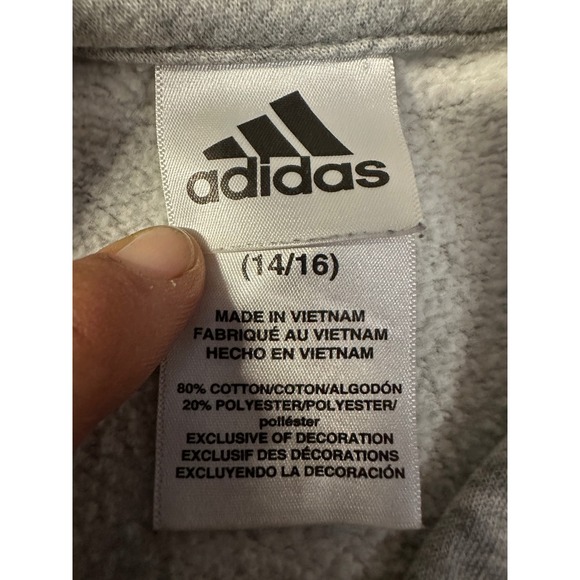 adidas
(14/16)
MADE IN VIETNAM
FABRIQUÉ AU VIETNAM
HECHO EN VIETNAM
80% COTTON/COTON/ALGODÓN
20% POLYESTER/POLYESTER/
poliéster
EXCLUSIVE OF DECORATION
EXCLUSIF DES DÉCORATIONS
EXCLUYENDO LA DECORACIÓN